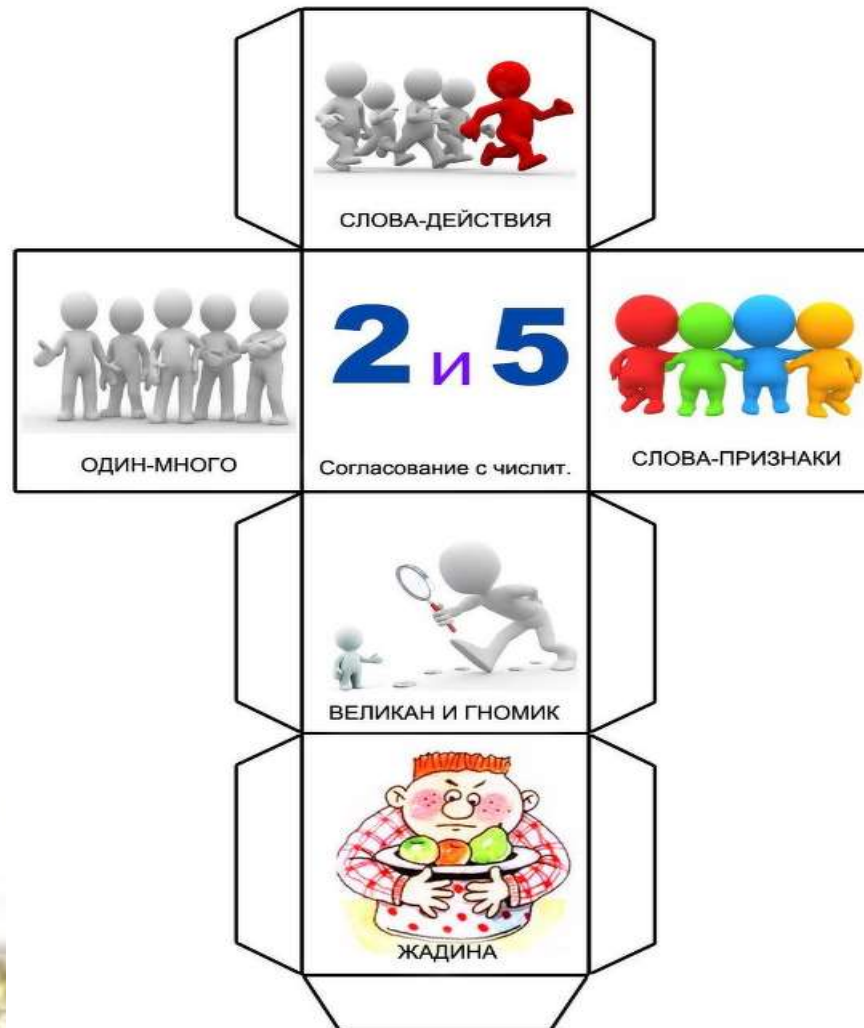 СЛОВА-ДЕЙСТВИЯ
ОДИН-МНОГО
2 и 5
Согласование с числит.
СЛОВА-ПРИЗНАКИ
ВЕЛИКАН И ГНОМИК
ЖАДИНА